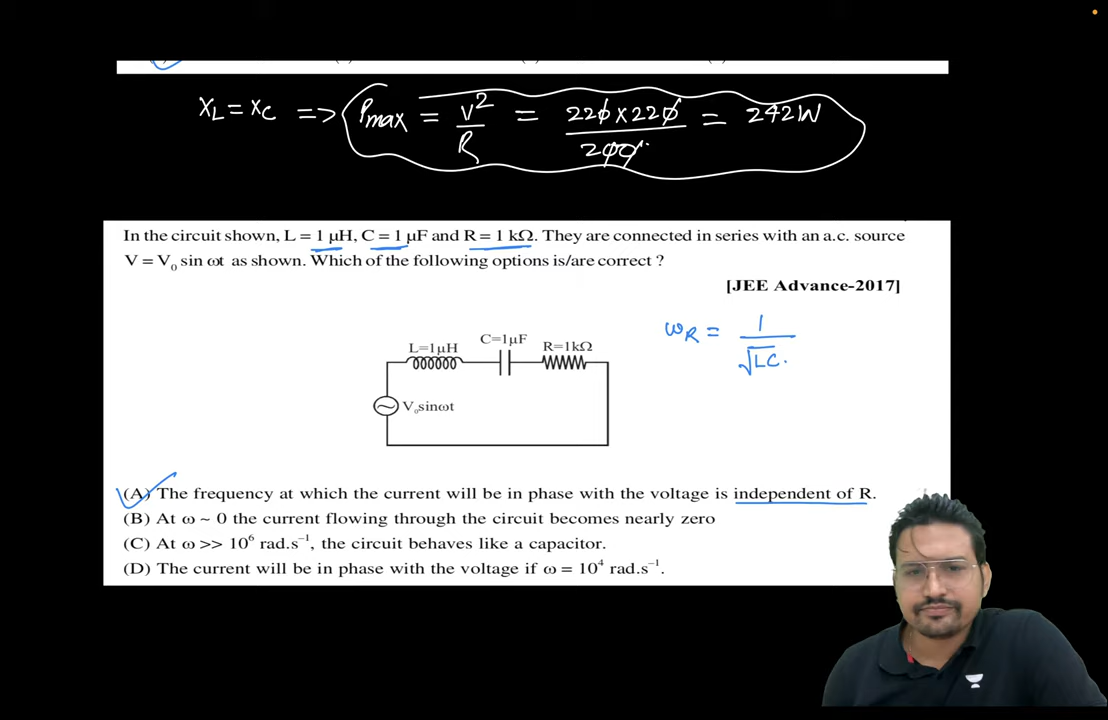 X_L = X_C => P_max = V² / R = 220 x 220 / 200 = 242 W
In the circuit shown, L = 1 μH, C = 1 μF and R = 1 kΩ. They are connected in series with an a.c. source
V = V₀ sin ωt as shown. Which of the following options is/are correct ?
[JEE Advance-2017]
ω_R = 1 / √LC
L=1μH C=1μF R=1kΩ
V₀sinωt
(A) The frequency at which the current will be in phase with the voltage is independent of R.
(B) At ω ~ 0 the current flowing through the circuit becomes nearly zero
(C) At ω >> 10⁶ rad.s⁻¹, the circuit behaves like a capacitor.
(D) The current will be in phase with the voltage if ω = 10⁴ rad.s⁻¹.